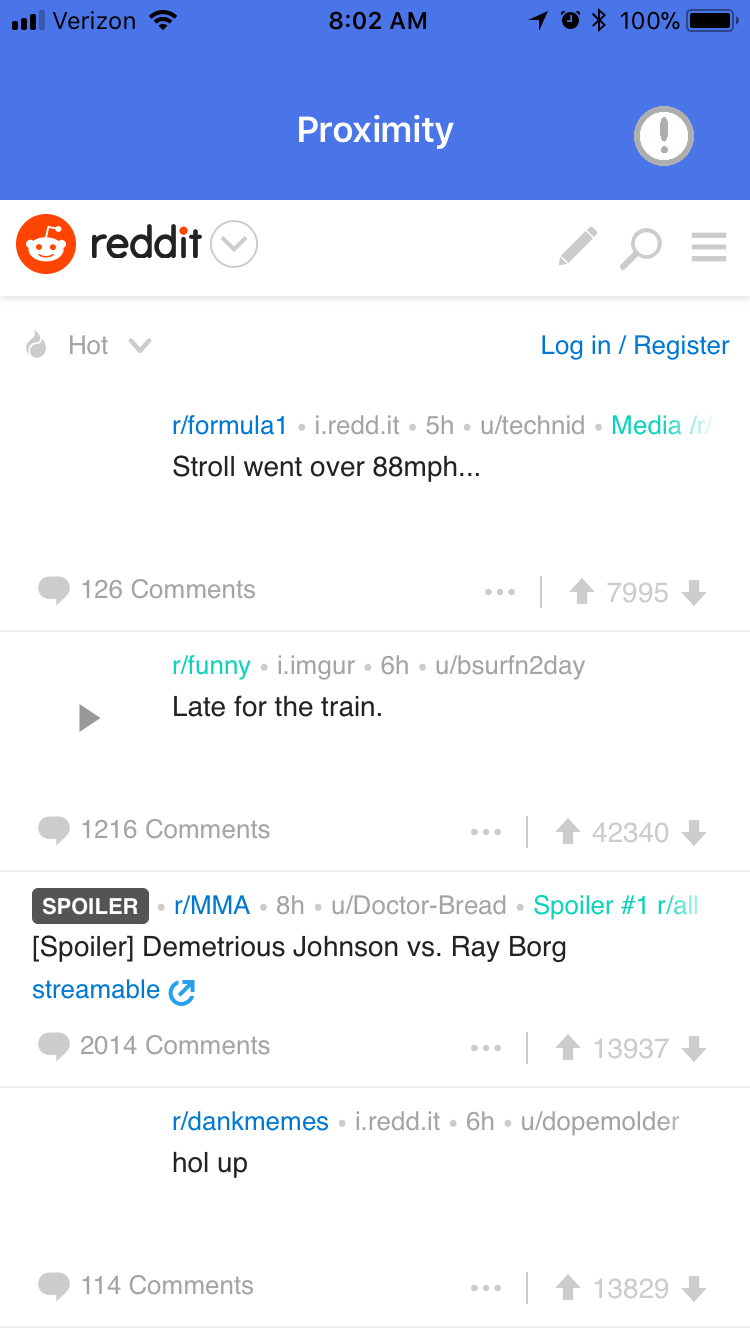 Verizon 8:02 AM 100%
Proximity
reddit
Hot Log in / Register
r/formula1 • i.redd.it • 5h • u/technid • Media /r/
Stroll went over 88mph...
126 Comments ••• 7995
r/funny • i.imgur • 6h • u/bsurfn2day
Late for the train.
1216 Comments ••• 42340
SPOILER • r/MMA • 8h • u/Doctor-Bread • Spoiler #1 r/all
[Spoiler] Demetrious Johnson vs. Ray Borg
streamable
2014 Comments ••• 13937
r/dankmemes • i.redd.it • 6h • u/dopemolder
hol up
114 Comments ••• 13829